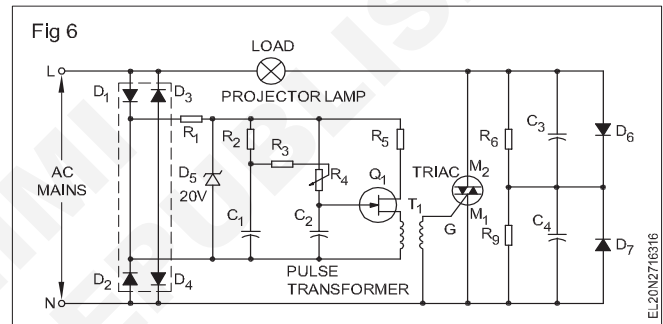 Fig 6
LOAD
L
D1
D3
PROJECTOR LAMP
R1
R2
R5
R6
C3
D6
R3
AC
MAINS
D5
20V
R4
Q1
TRIAC
M2
T1
M1
C1
C2
G
R9
C4
D7
D2
D4
PULSE
TRANSFORMER
N
EL20N2716316